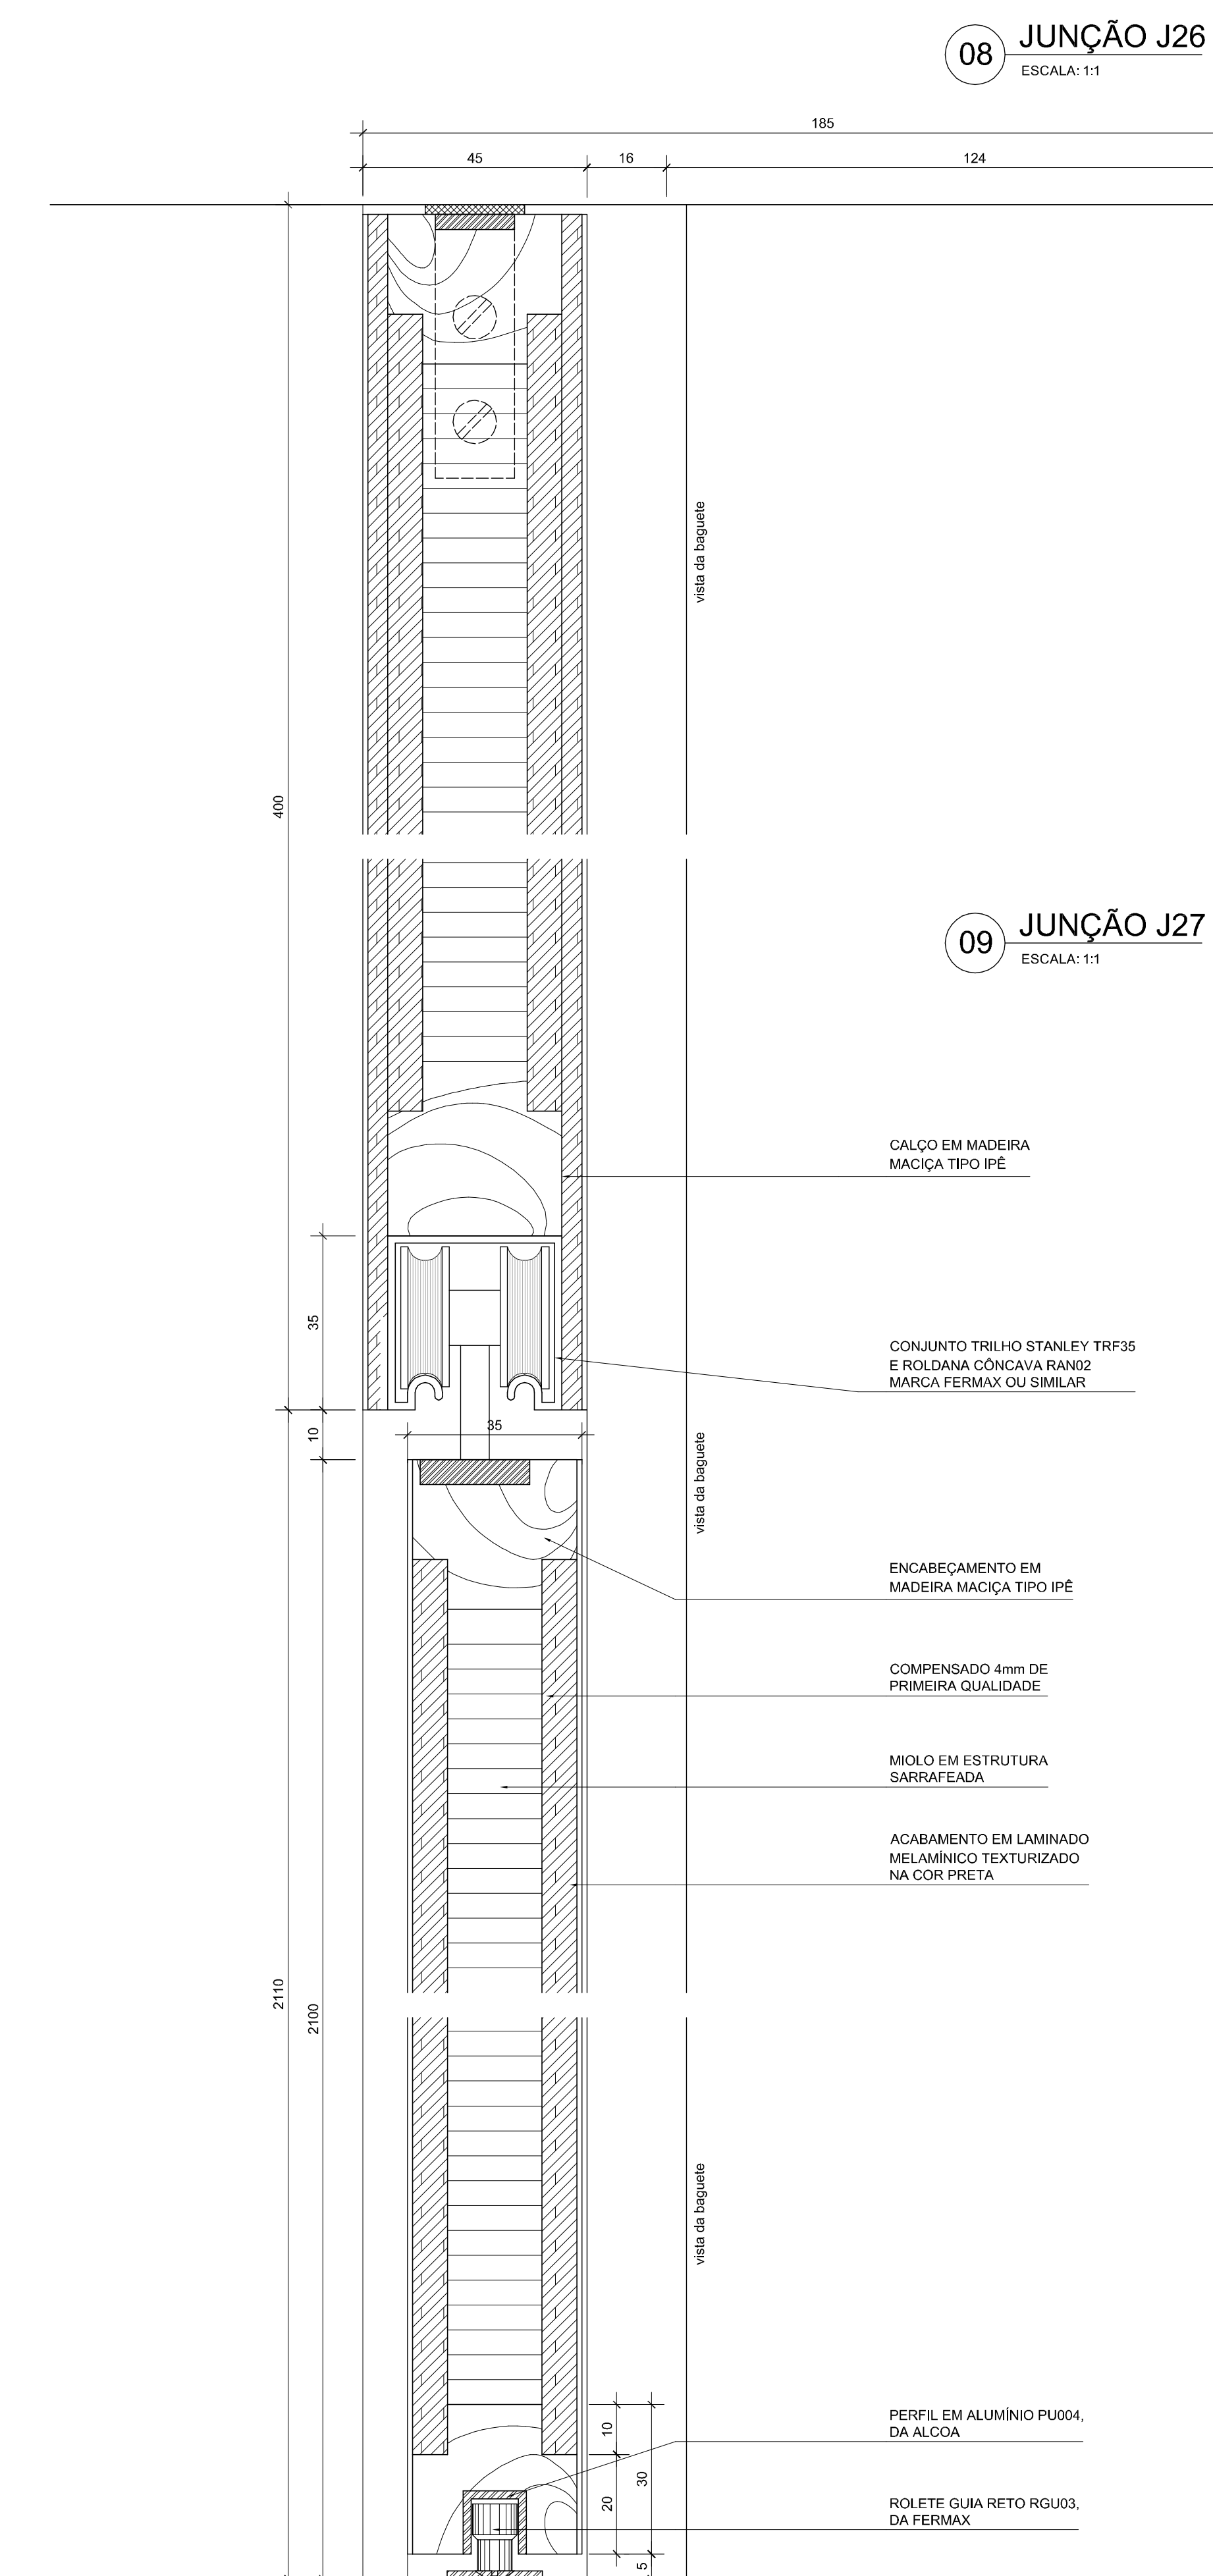 08
JUNÇÃO J26
ESCALA: 1:1
185
45
16
124
vista da baguete
400
09
JUNÇÃO J27
ESCALA: 1:1
CALÇO EM MADEIRA
MACIÇA TIPO IPÊ
35
CONJUNTO TRILHO STANLEY TRF35
E ROLDANA CÔNCAVA RAN02
MARCA FERMAX OU SIMILAR
10
35
vista da baguete
ENCABEÇAMENTO EM
MADEIRA MACIÇA TIPO IPÊ
COMPENSADO 4mm DE
PRIMEIRA QUALIDADE
MIOLO EM ESTRUTURA
SARRAFEADA
ACABAMENTO EM LAMINADO
MELAMÍNICO TEXTURIZADO
NA COR PRETA
2110
2100
vista da baguete
PERFIL EM ALUMÍNIO PU004,
DA ALCOA
10
30
20
ROLETE GUIA RETO RGU03,
DA FERMAX
5